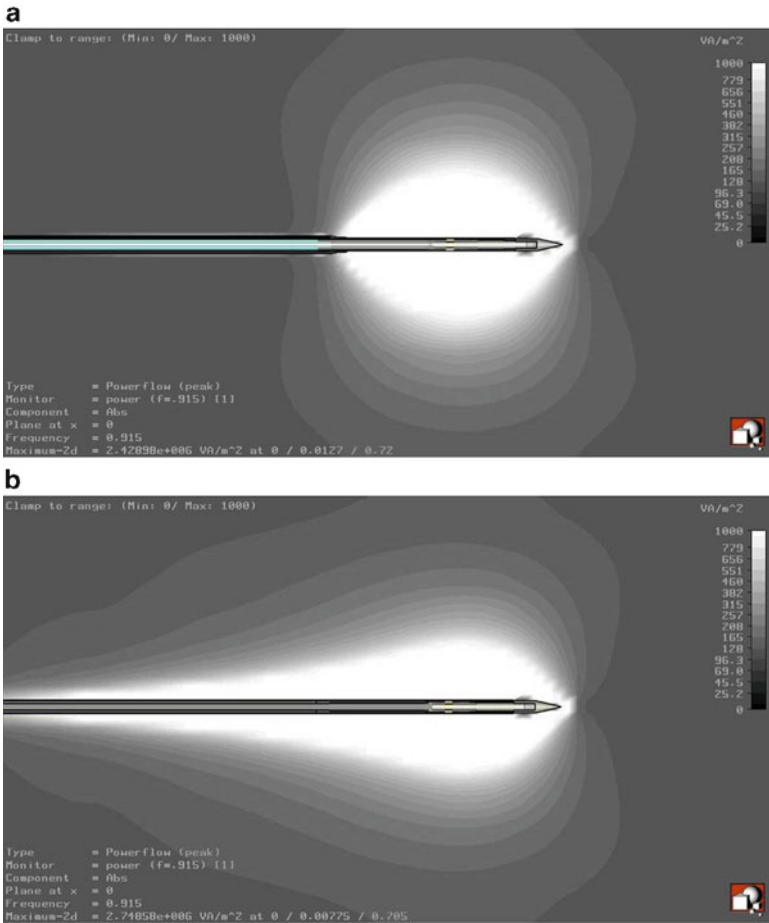 a
Clamp to range: (Min: 0/ Max: 1000)
VA/m^2
1000
779
656
551
460
382
315
257
208
165
128
96.3
69.0
45.5
25.2
0
Type = Powerflow (peak)
Monitor = power (f=.915) [1]
Component = Abs
Plane at x = 0
Frequency = 0.915
Maximum-Zd = 2.42898e+006 VA/m^2 at 0 / 0.0127 / 0.72
b
Clamp to range: (Min: 0/ Max: 1000)
VA/m^2
1000
779
656
551
460
382
315
257
208
165
128
96.3
69.0
45.5
25.2
0
Type = Powerflow (peak)
Monitor = power (f=.915) [1]
Component = Abs
Plane at x = 0
Frequency = 0.915
Maximum-Zd = 2.74858e+006 VA/m^2 at 0 / 0.00775 / 0.705